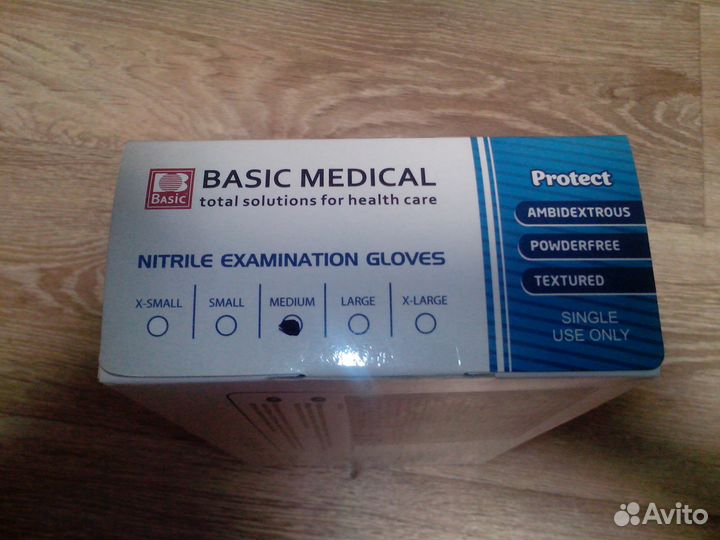 Basic
BASIC MEDICAL
total solutions for health care
NITRILE EXAMINATION GLOVES
X-SMALL
SMALL
MEDIUM
LARGE
X-LARGE
Protect
AMBIDEXTROUS
POWDERFREE
TEXTURED
SINGLE
USE ONLY
Avito